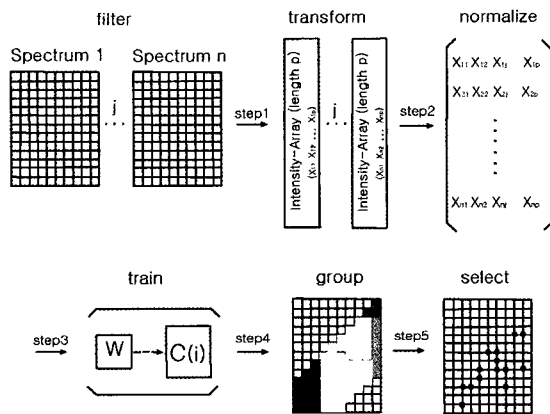 filter transform normalize
Spectrum 1 Spectrum n
j
step1
Intensity-Array (length p)
j
Intensity-Array (length p)
step2
X11 X12 X1j X1p
X21 X22 X2j X2p
Xn1 Xn2 Xnp
train group select
step3
W
C(i)
step4
step5